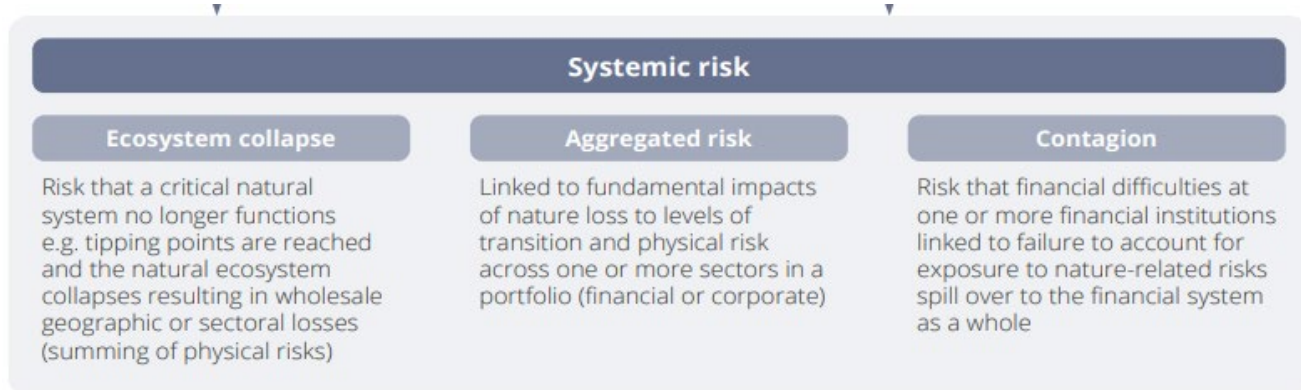 Systemic risk
Ecosystem collapse
Risk that a critical natural
system no longer functions
e.g. tipping points are reached
and the natural ecosystem
collapses resulting in wholesale
geographic or sectoral losses
(summing of physical risks)
Aggregated risk
Linked to fundamental impacts
of nature loss to levels of
transition and physical risk
across one or more sectors in a
portfolio (financial or corporate)
Contagion
Risk that financial difficulties at
one or more financial institutions
linked to failure to account for
exposure to nature-related risks
spill over to the financial system
as a whole